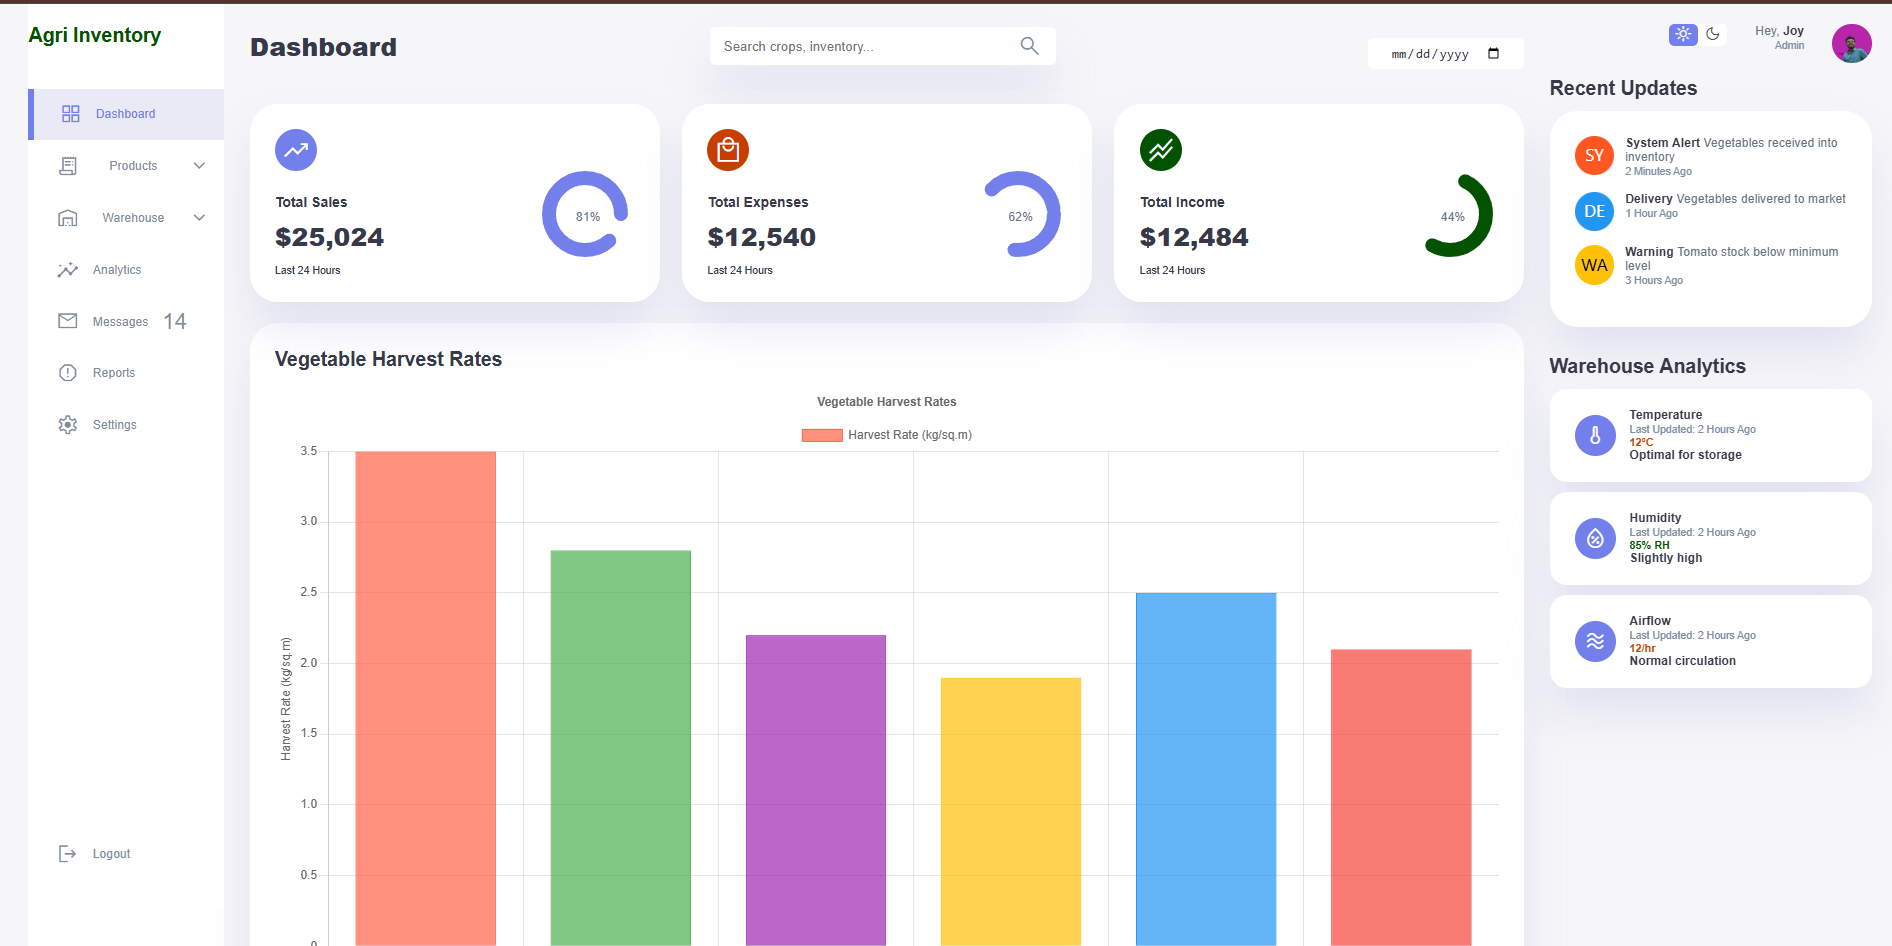 Agri Inventory
Dashboard
Products
Warehouse
Analytics
Messages 14
Reports
Settings
Logout
Dashboard
Search crops, inventory...
mm/dd/yyyy
Hey, Joy
Admin
Total Sales
$25,024
Last 24 Hours
81%
Total Expenses
$12,540
Last 24 Hours
62%
Total Income
$12,484
Last 24 Hours
44%
Vegetable Harvest Rates
Vegetable Harvest Rates
Harvest Rate (kg/sq.m)
Harvest Rate (kg/sq.m)
3.5
3.0
2.5
2.0
1.5
1.0
0.5
0
Recent Updates
SY
System Alert Vegetables received into
inventory
2 Minutes Ago
DE
Delivery Vegetables delivered to market
1 Hour Ago
WA
Warning Tomato stock below minimum
level
3 Hours Ago
Warehouse Analytics
Temperature
Last Updated: 2 Hours Ago
12°C
Optimal for storage
Humidity
Last Updated: 2 Hours Ago
85% RH
Slightly high
Airflow
Last Updated: 2 Hours Ago
12/hr
Normal circulation